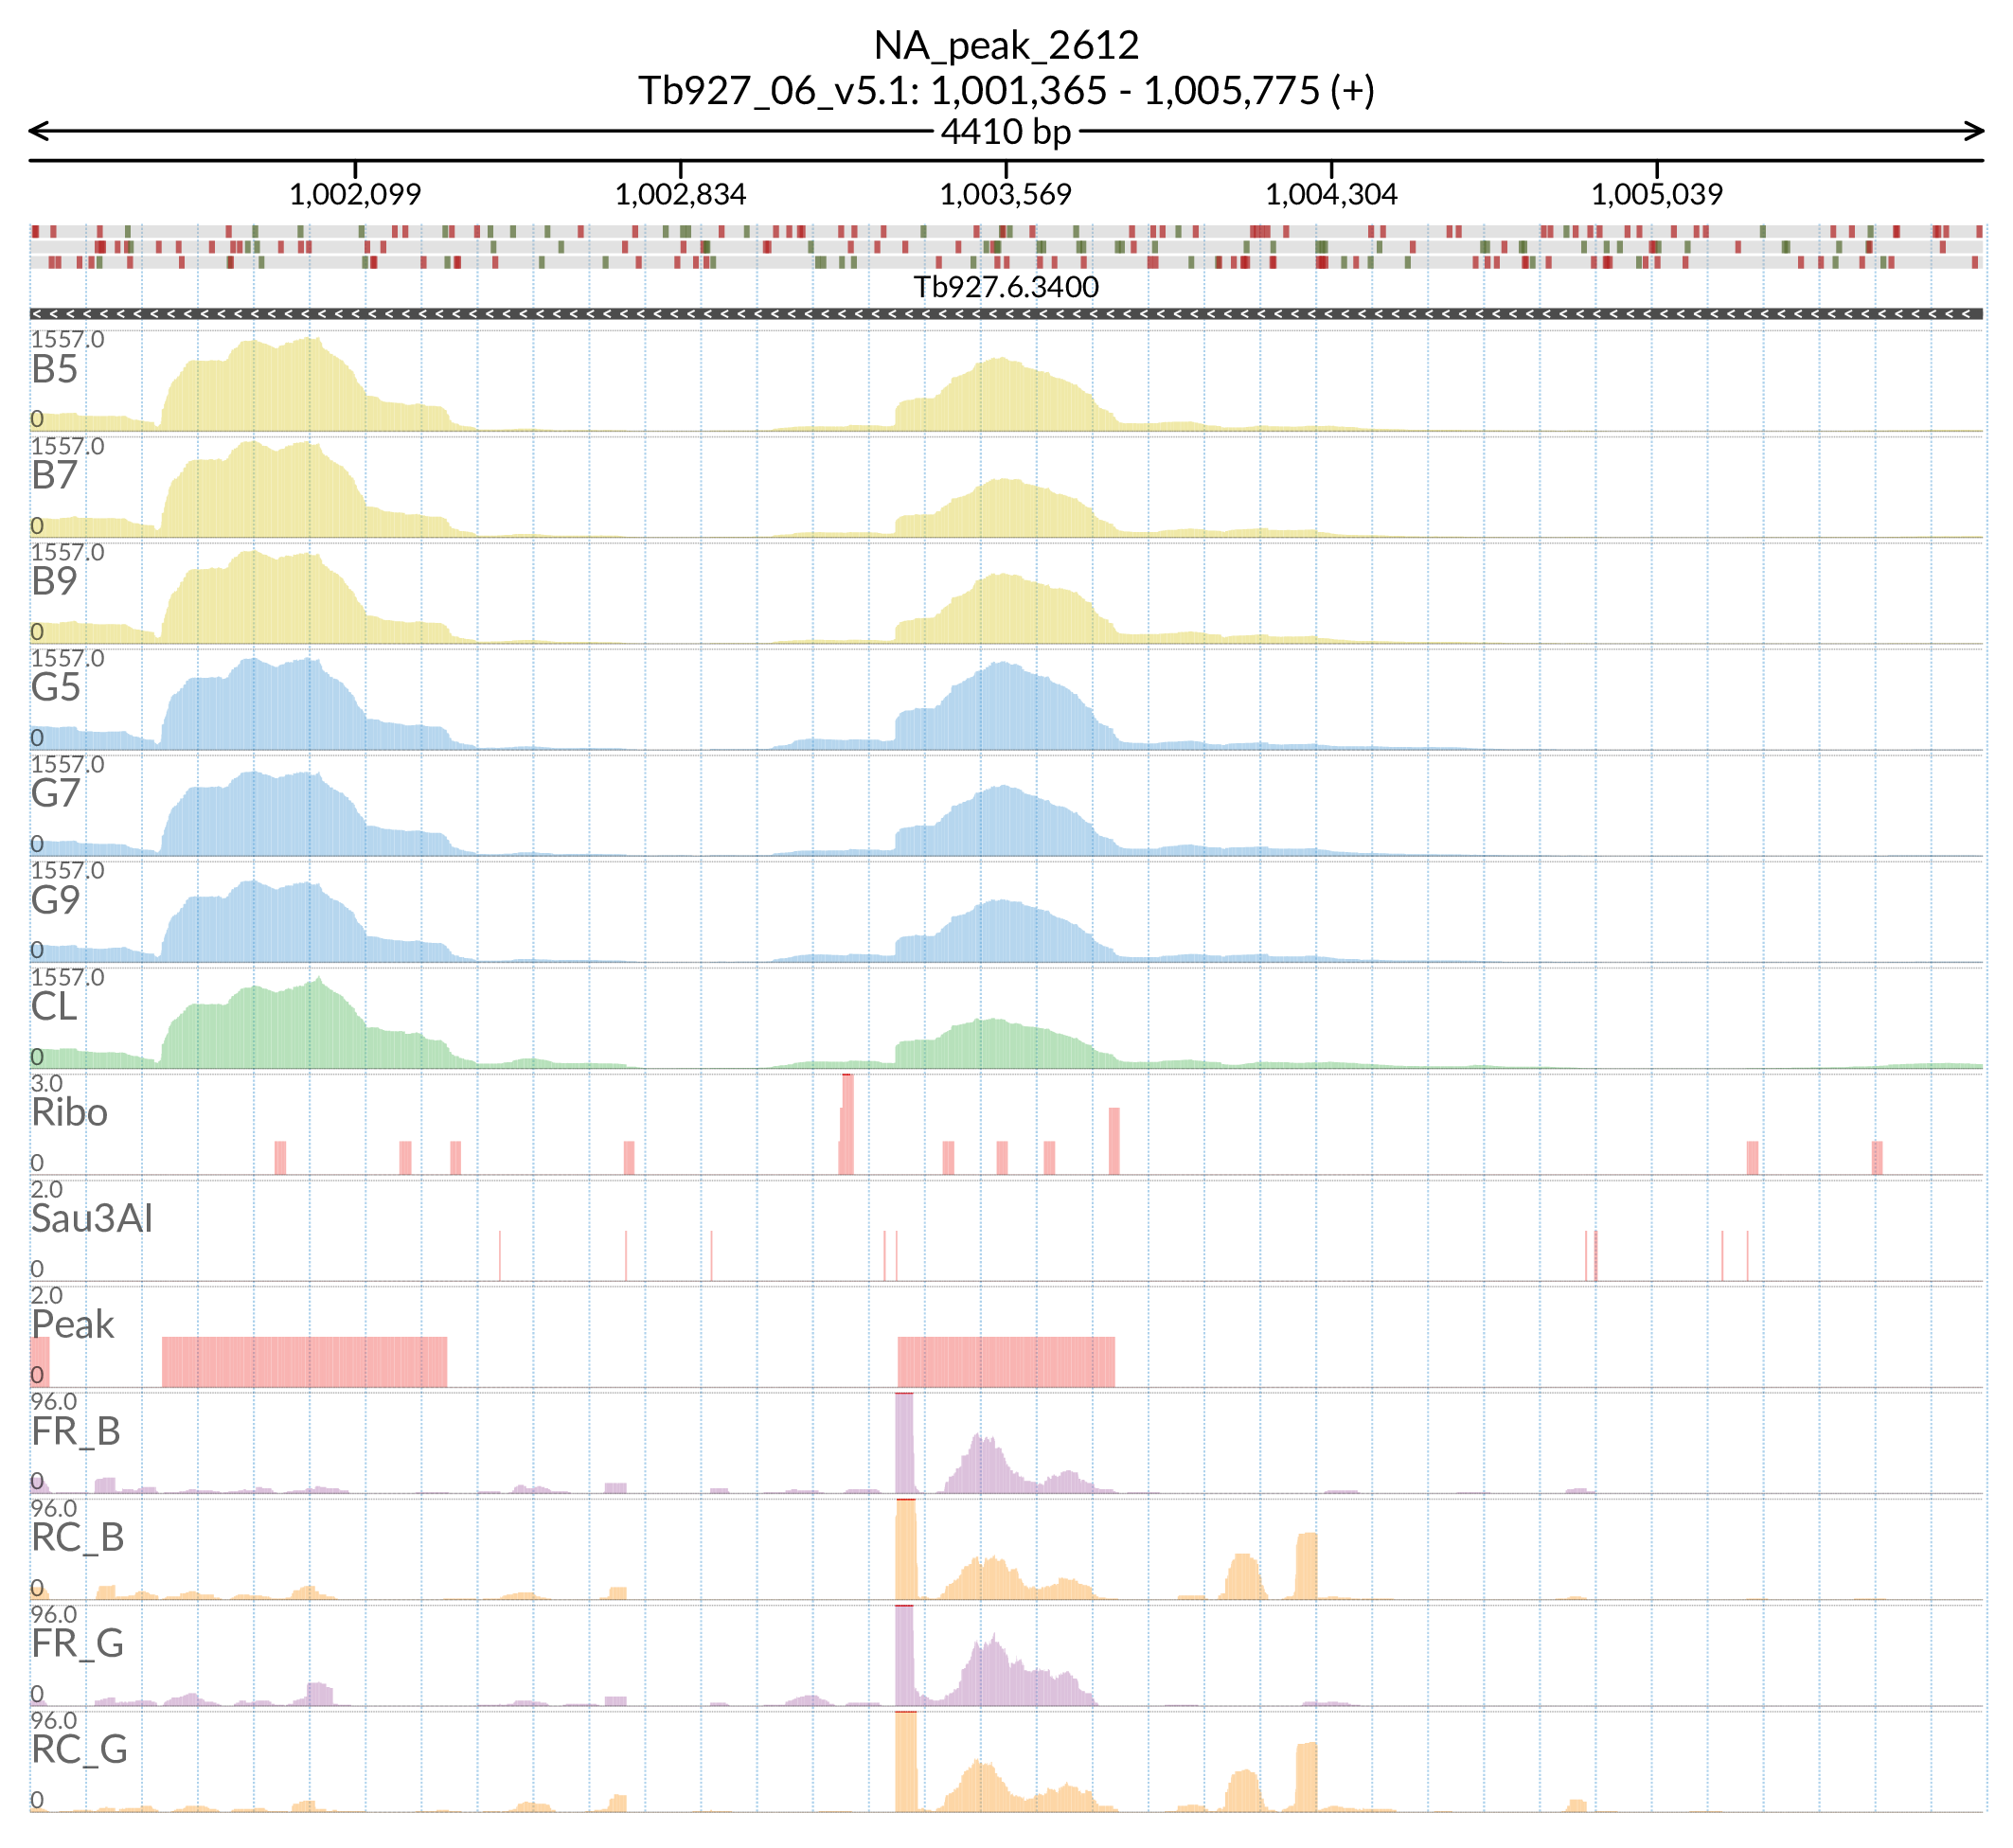 NA_peak_2612
Tb927_06_v5.1: 1,001,365 - 1,005,775 (+)
4410 bp
1,002,099 1,002,834 1,003,569 1,004,304 1,005,039
Tb927.6.3400
1557.0
B5
0
1557.0
B7
0
1557.0
B9
0
1557.0
G5
0
1557.0
G7
0
1557.0
G9
0
1557.0
CL
0
3.0
Ribo
0
2.0
Sau3AI
0
2.0
Peak
0
96.0
FR_B
0
96.0
RC_B
0
96.0
FR_G
0
96.0
RC_G
0